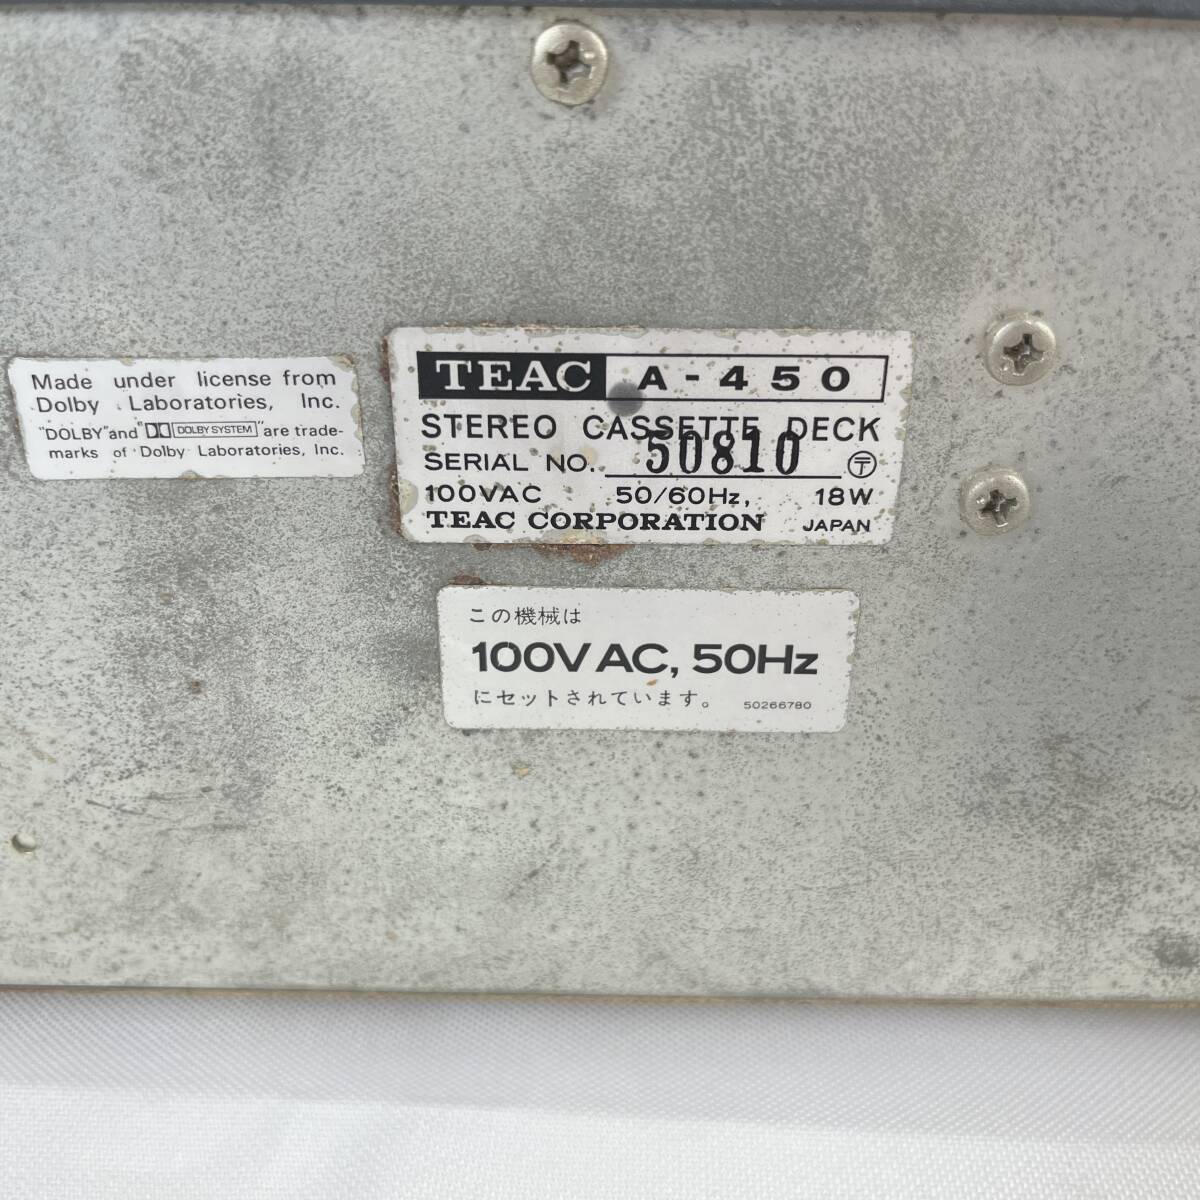 Made under license from
Dolby Laboratories, Inc.
"DOLBY" and "DOLBY SYSTEM" are trade-
marks of Dolby Laboratories, Inc.
TEAC A-450
STEREO CASSETTE DECK
SERIAL NO. 50810 〶
100VAC 50/60Hz, 18W
TEAC CORPORATION JAPAN
この機械は
100V AC, 50Hz
にセットされています。 50266780